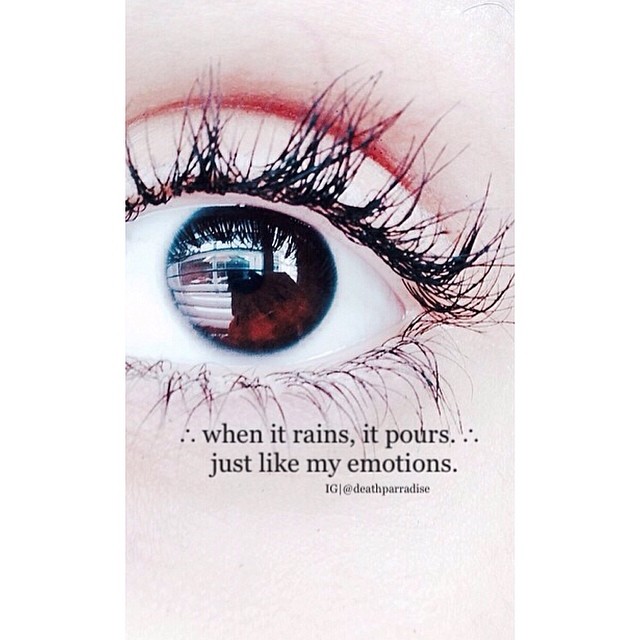 ∴ when it rains, it pours. ∴
just like my emotions.
IG|@deathparradise